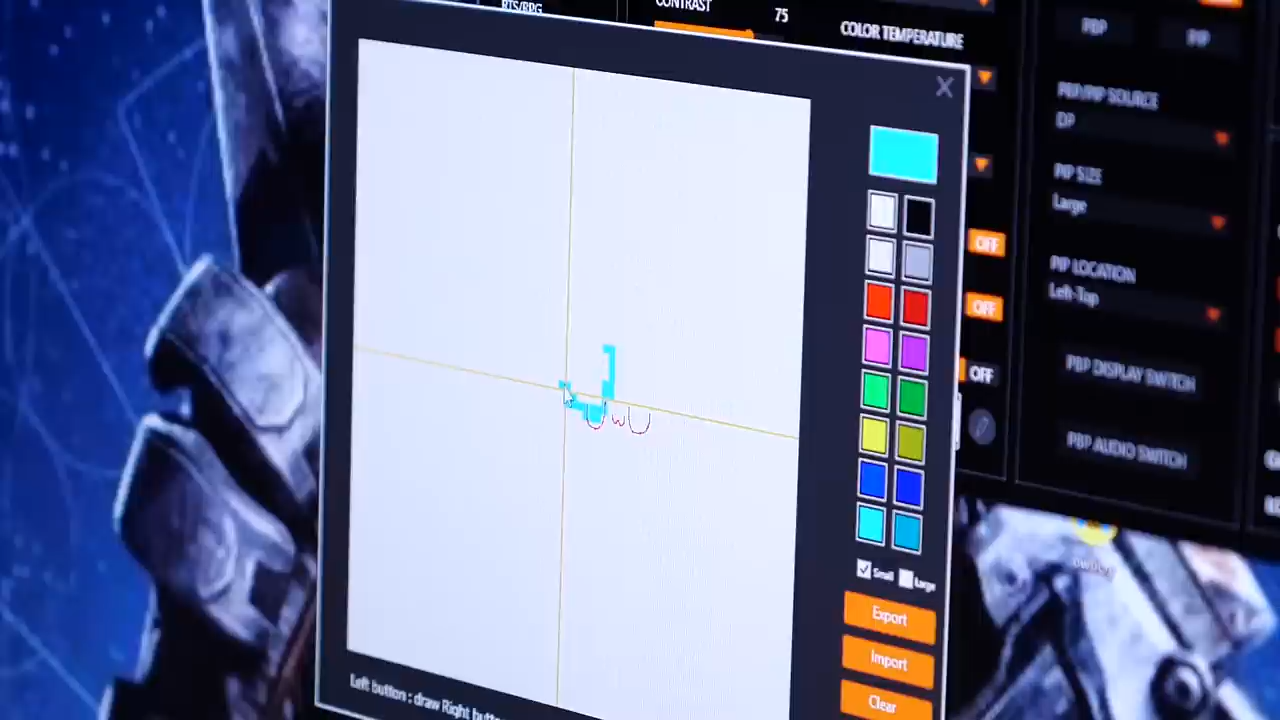 RTS/RPG
CONTRAST
75
COLOR TEMPERATURE
PBP
PIP
PBP/PIP SOURCE
DP
PIP SIZE
Large
OFF
PIP LOCATION
Left-Top
OFF
PBP DISPLAY SWITCH
OFF
PBP AUDIO SWITCH
UwU
Small
Large
Export
Import
Clear
Left button : draw Right